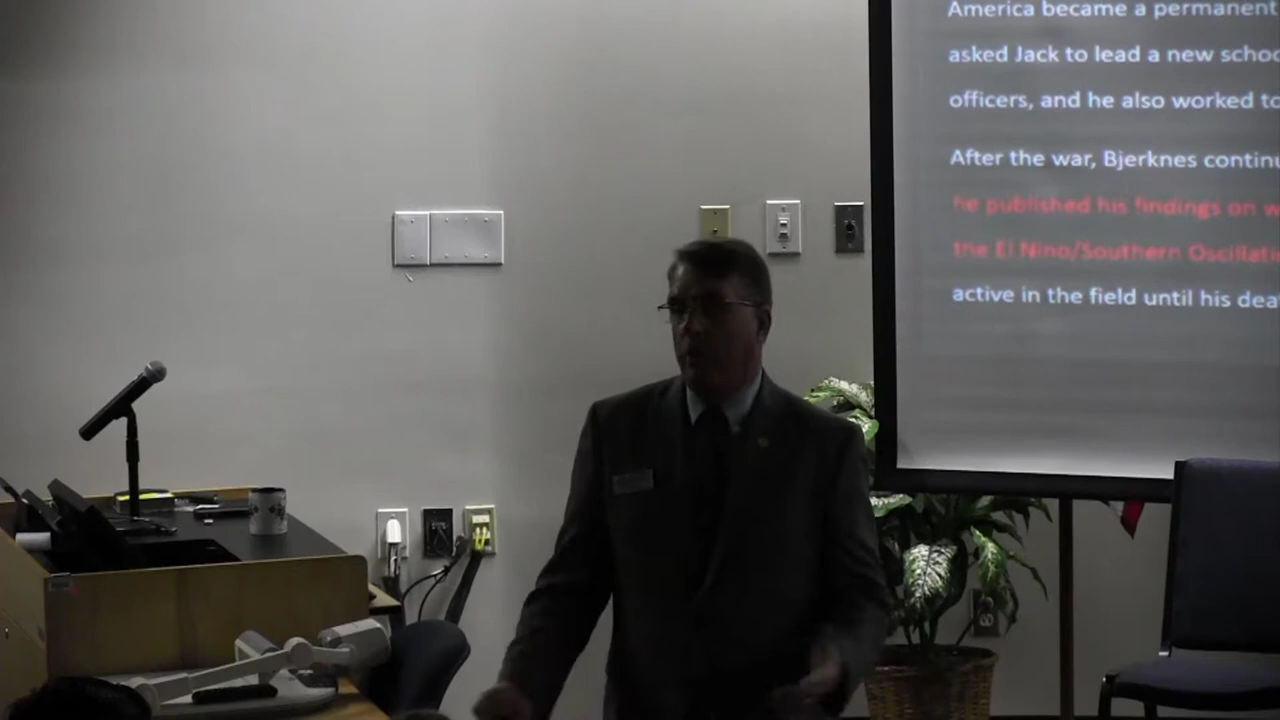 America became a permanent
asked Jack to lead a new schoo
officers, and he also worked to
After the war, Bjerknes continu
he published his findings on w
the El Nino/Southern Oscillati
active in the field until his dea